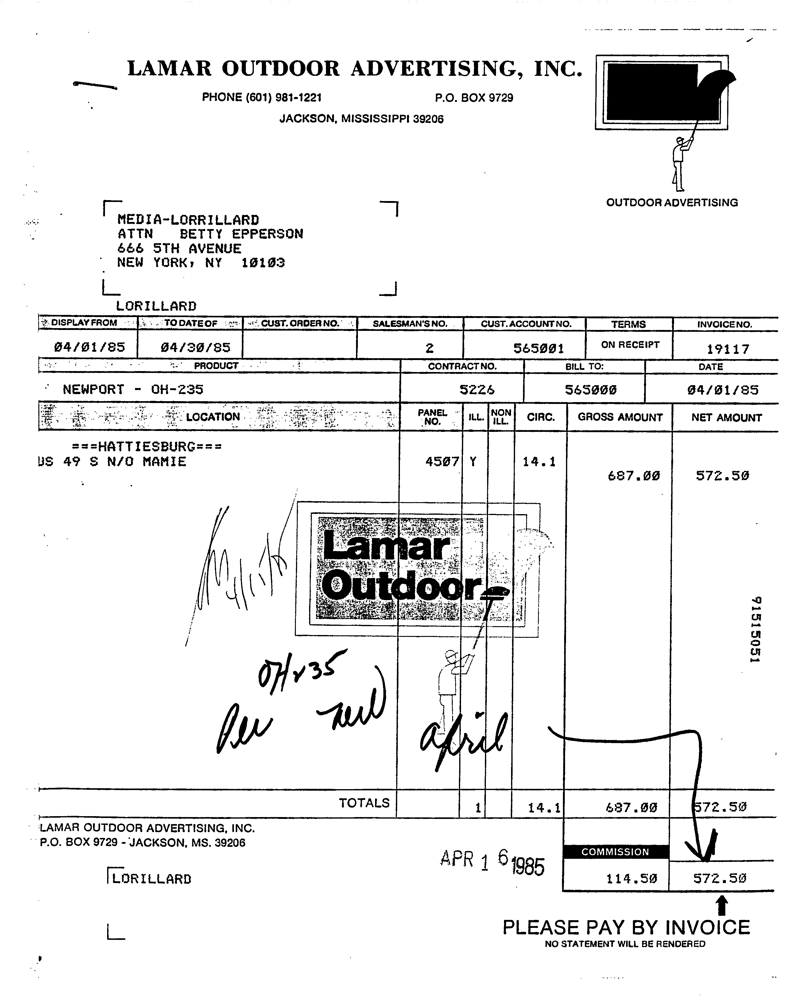 LAMAR OUTDOOR ADVERTISING, INC.
PHONE (601) 981-1221 P.O. BOX 9729
JACKSON, MISSISSIPPI 39206
OUTDOOR ADVERTISING
MEDIA-LORRILLARD
ATTN BETTY EPPERSON
666 5TH AVENUE
NEW YORK, NY 10103
LORILLARD
DISPLAY FROM TO DATE OF CUST. ORDER NO. SALESMAN'S NO. CUST. ACCOUNT NO. TERMS INVOICE NO.
04/01/85 04/30/85 2 565001 ON RECEIPT 19117
PRODUCT CONTRACT NO. BILL TO: DATE
NEWPORT - OH-235 5226 565000 04/01/85
LOCATION PANEL NO. ILL. NON ILL. CIRC. GROSS AMOUNT NET AMOUNT
===HATTIESBURG===
US 49 S N/O MAMIE 4507 Y 14.1
687.00 572.50
Lamar
Outdoor
4/11/85
91515051
OH235
Per
april
TOTALS 1 14.1 687.00 572.50
LAMAR OUTDOOR ADVERTISING, INC.
P.O. BOX 9729 - JACKSON, MS. 39206
COMMISSION
APR 16 1985
LORILLARD 114.50 572.50
PLEASE PAY BY INVOICE
NO STATEMENT WILL BE RENDERED